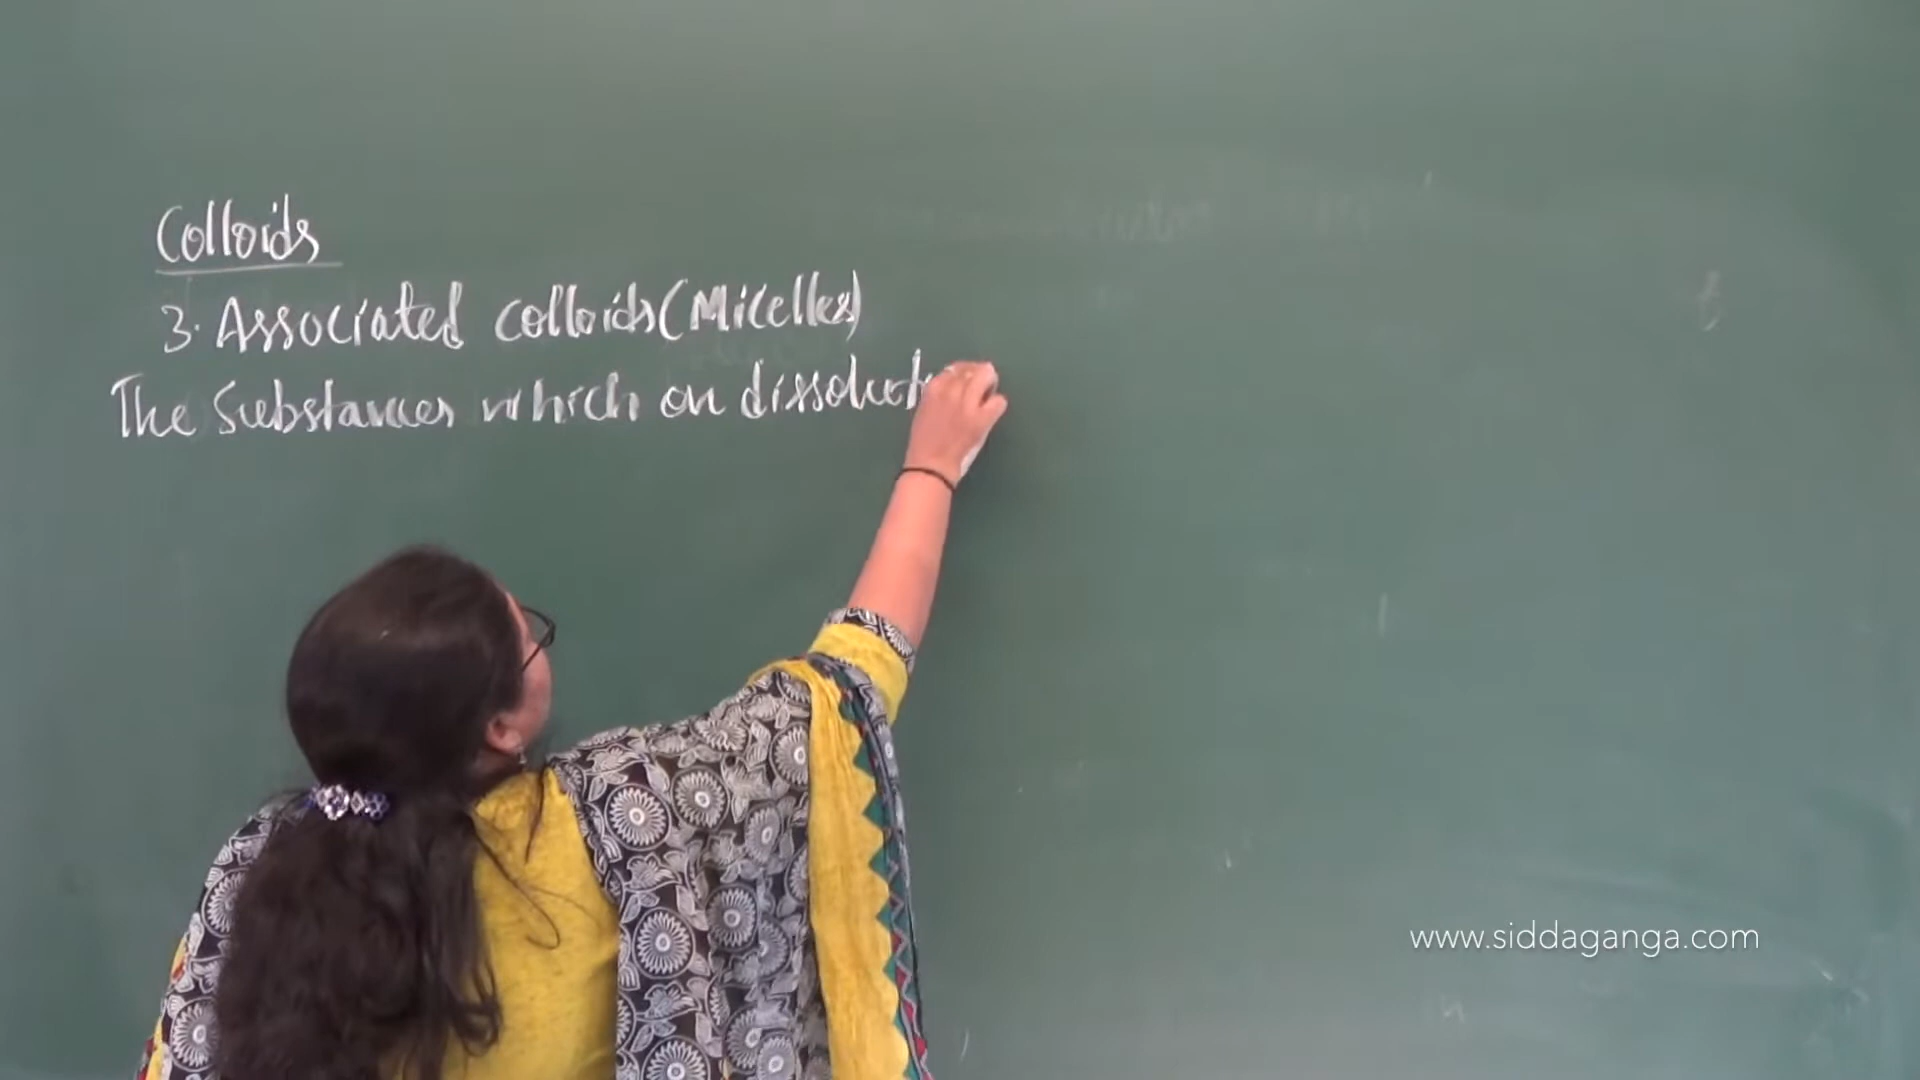 Colloids
3. Associated colloids (Micelles)
The Substances which on dissolut
www.siddaganga.com